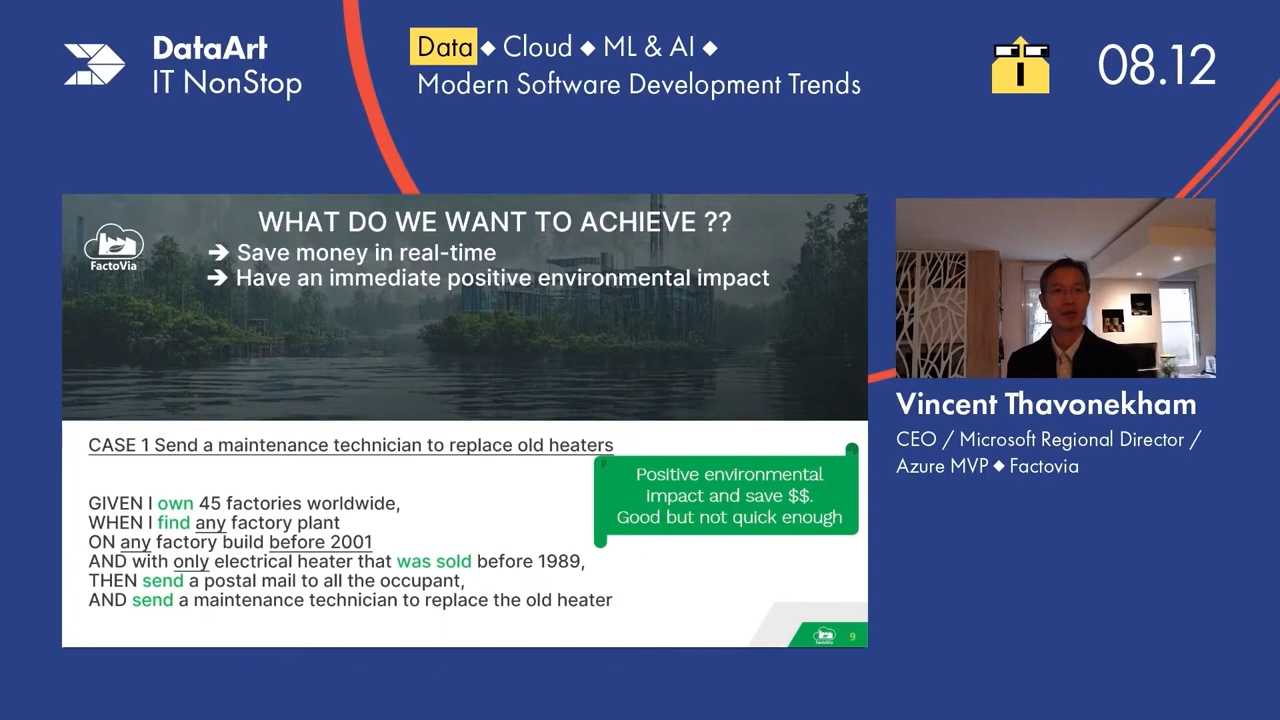 DataArt
IT NonStop
Data ◆ Cloud ◆ ML & AI ◆
Modern Software Development Trends
08.12
FactoVia
WHAT DO WE WANT TO ACHIEVE ??
➔ Save money in real-time
➔ Have an immediate positive environmental impact
CASE 1 Send a maintenance technician to replace old heaters
Positive environmental
impact and save $$.
Good but not quick enough
GIVEN I own 45 factories worldwide,
WHEN I find any factory plant
ON any factory build before 2001
AND with only electrical heater that was sold before 1989,
THEN send a postal mail to all the occupant,
AND send a maintenance technician to replace the old heater
FactoVia
9
Vincent Thavonekham
CEO / Microsoft Regional Director /
Azure MVP ◆ Factovia